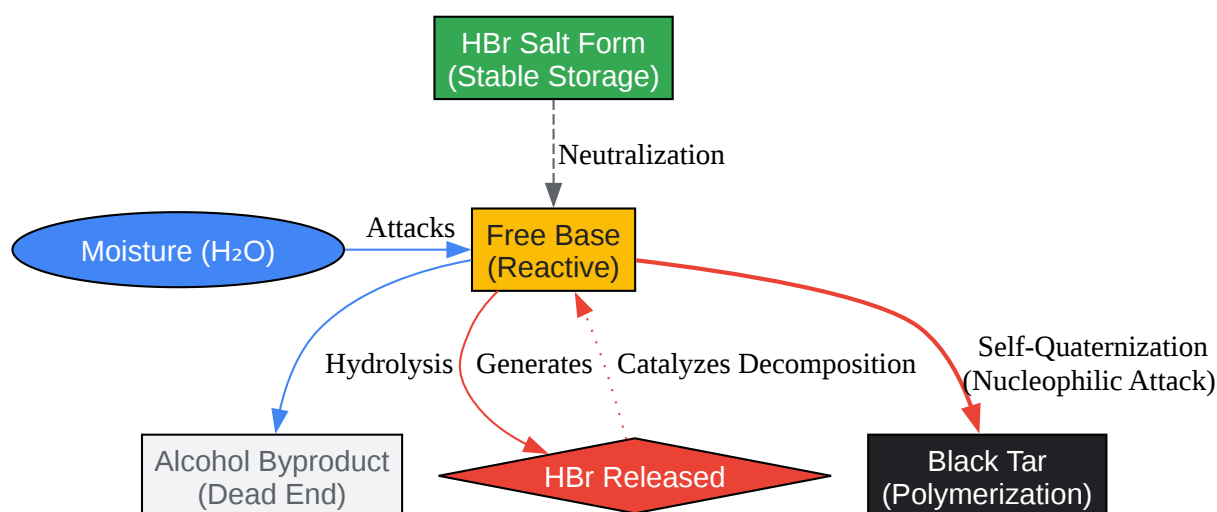 HBr Salt Form
(Stable Storage)
Neutralization
Moisture (H₂O)
Attacks
Free Base
(Reactive)
Hydrolysis
Generates
Catalyzes Decomposition
Self-Quaternization
(Nucleophilic Attack)
Alcohol Byproduct
(Dead End)
HBr Released
Black Tar
(Polymerization)